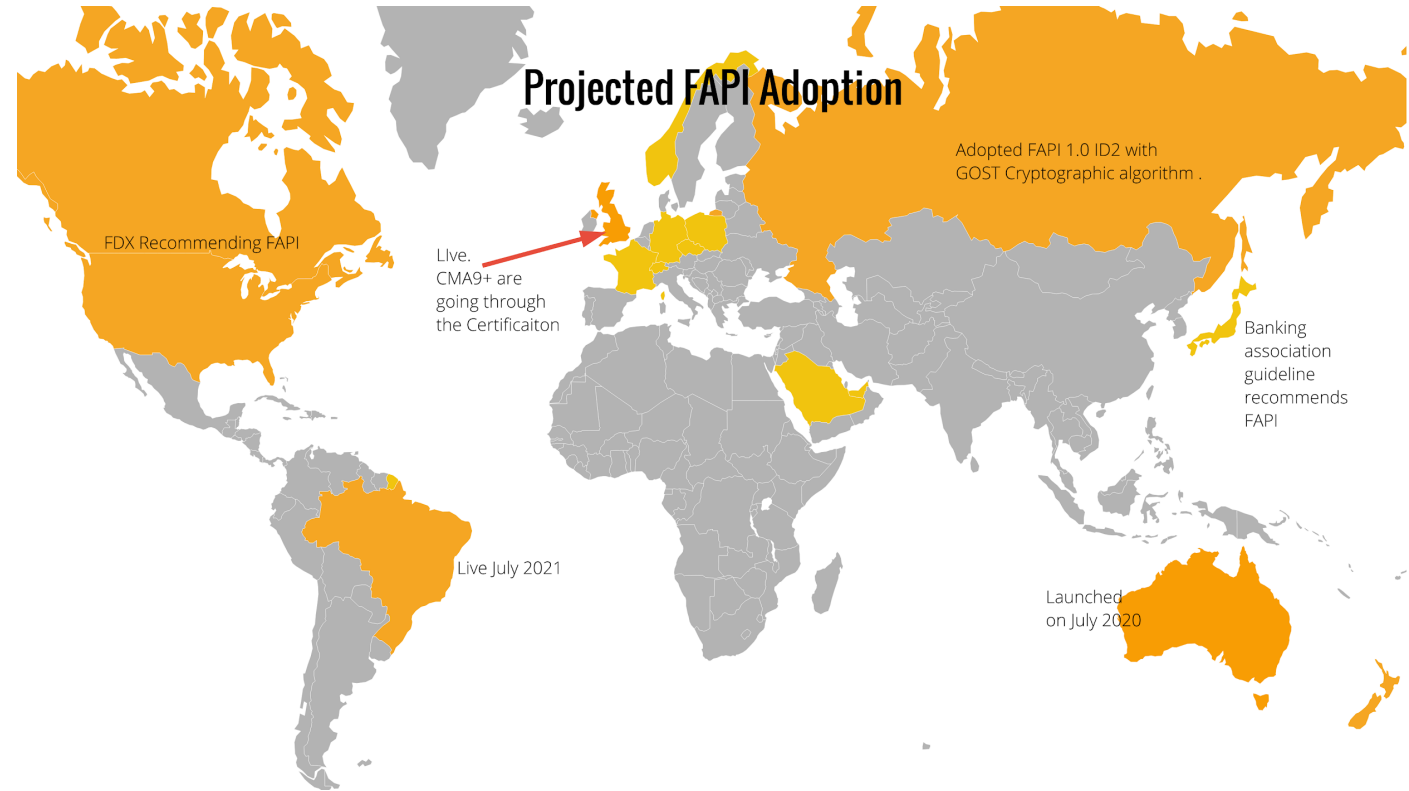 Projected FAPI Adoption
Adopted FAPI 1.0 ID2 with
GOST Cryptographic algorithm .
FDX Recommending FAPI
LIve.
CMA9+ are
going through
the Certificaiton
Banking
association
guideline
recommends
FAPI
Live July 2021
Launched
on July 2020